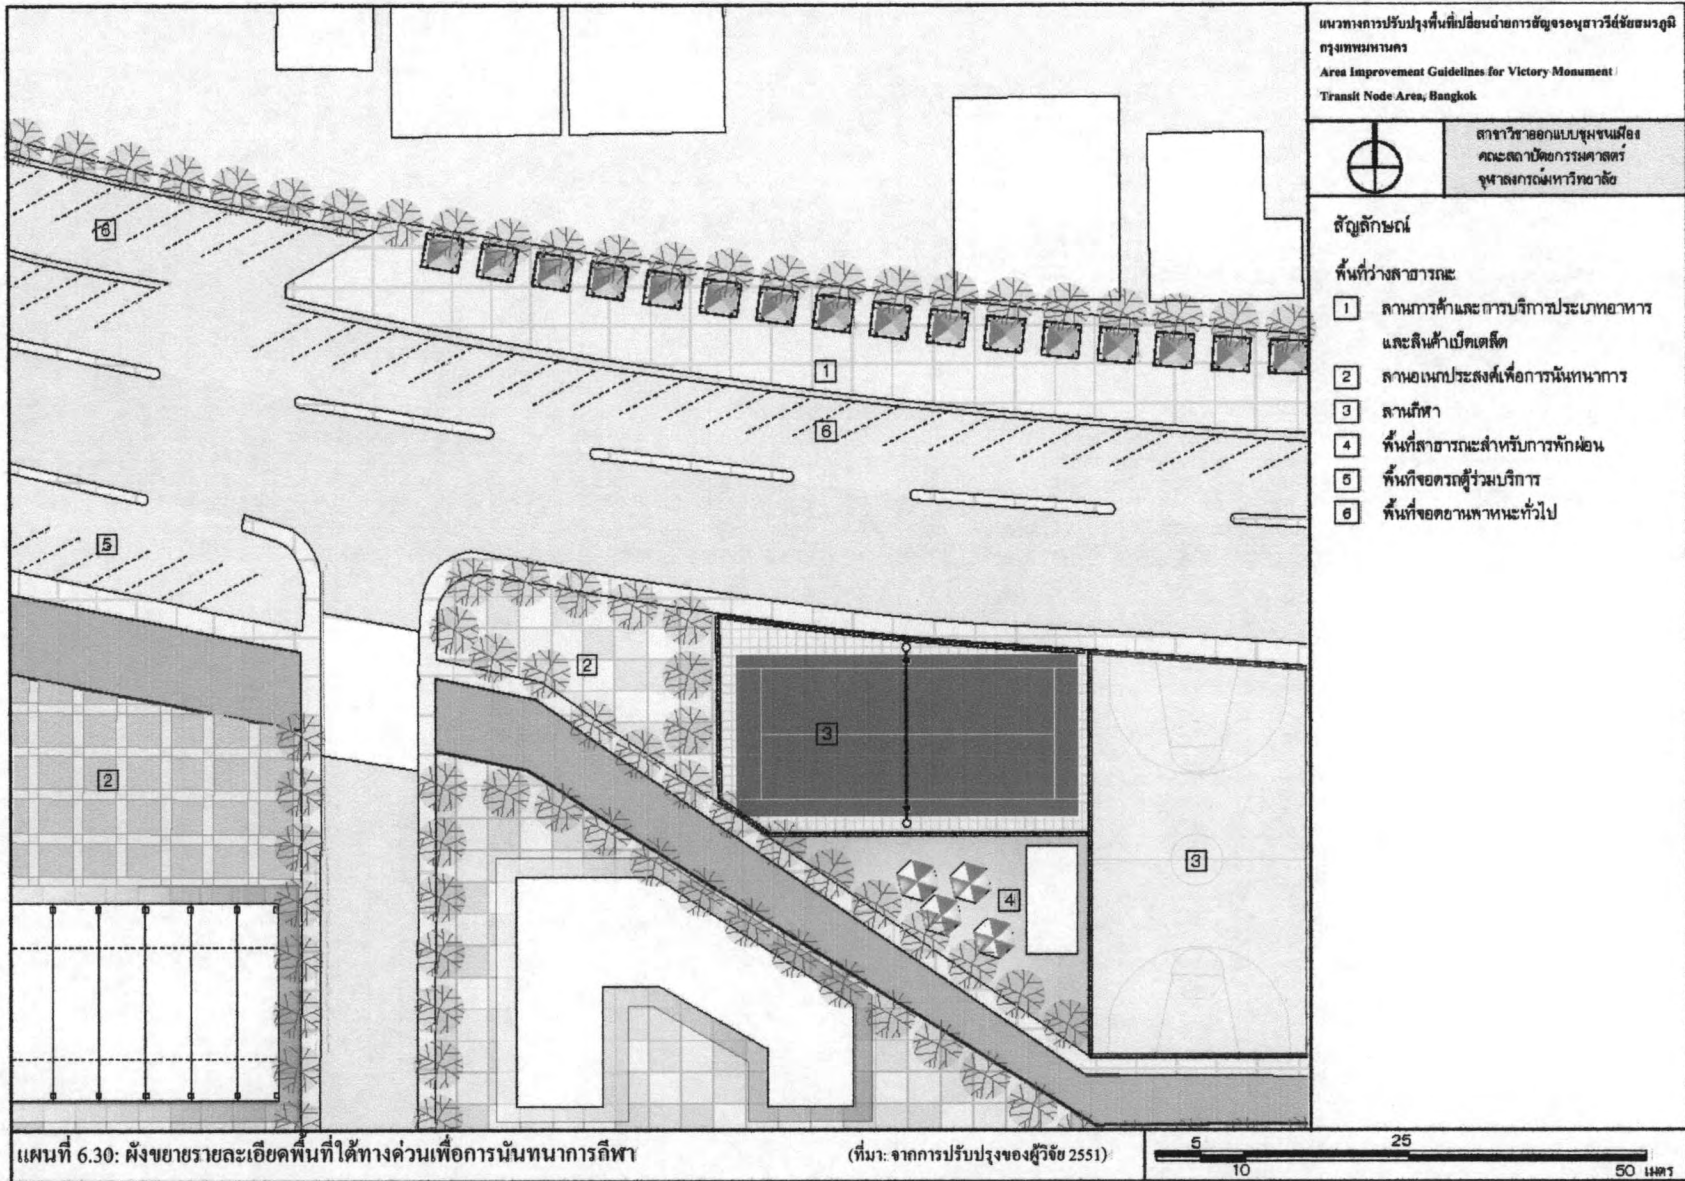 แนวทางการปรับปรุงพื้นที่เปลี่ยนถ่ายการสัญจรอนุสาวรีย์ชัยสมรภูมิ
กรุงเทพมหานคร
Area Improvement Guidelines for Victory Monument
Transit Node Area, Bangkok
สาขาวิชาออกแบบชุมชนเมือง
คณะสถาปัตยกรรมศาสตร์
จุฬาลงกรณ์มหาวิทยาลัย
สัญลักษณ์
พื้นที่ว่างสาธารณะ
1 ลานการค้าและการบริการประเภทอาหาร
และสินค้าเบ็ดเตล็ด
2 ลานอเนกประสงค์เพื่อการนันทนาการ
3 ลานกีฬา
4 พื้นที่สาธารณะสำหรับการพักผ่อน
5 พื้นที่จอดรถตู้ร่วมบริการ
6 พื้นที่จอดยานพาหนะทั่วไป
6
1
6
5
2
3
2
3
4
แผนที่ 6.30: ผังขยายรายละเอียดพื้นที่ใต้ทางด่วนเพื่อการนันทนาการกีฬา
(ที่มา: จากการปรับปรุงของผู้วิจัย 2551)
5 25
10 50 เมตร